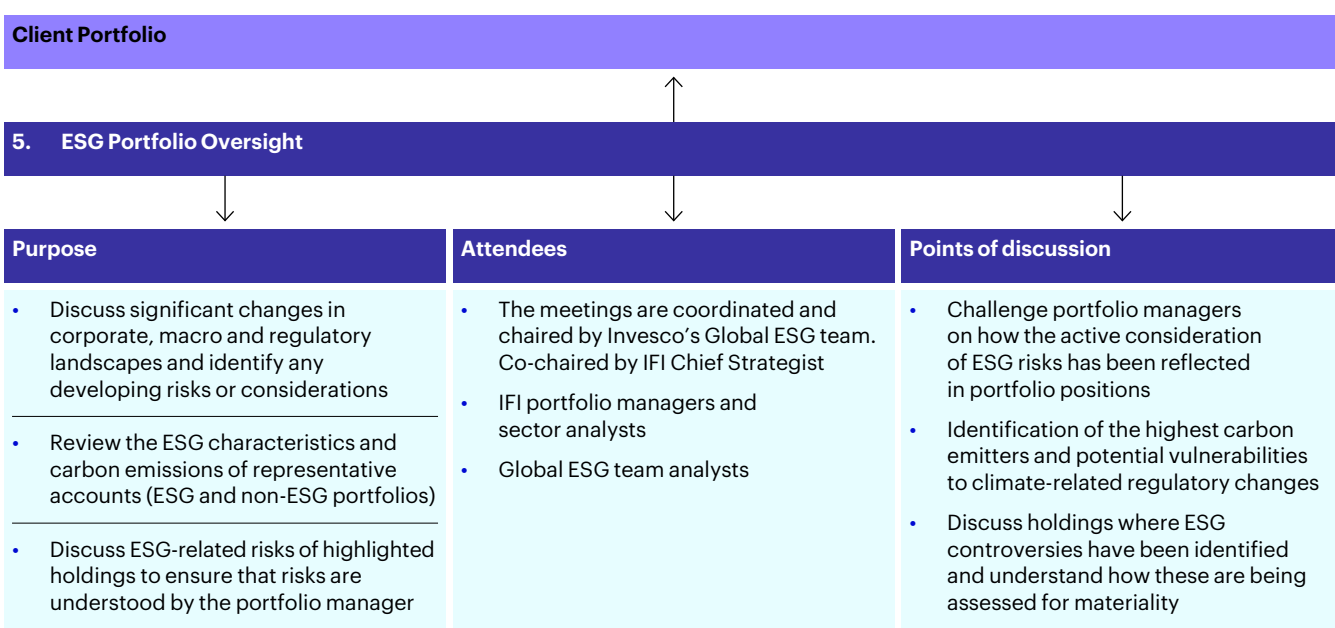 Client Portfolio
5. ESG Portfolio Oversight
Purpose
• Discuss significant changes in
corporate, macro and regulatory
landscapes and identify any
developing risks or considerations
• Review the ESG characteristics and
carbon emissions of representative
accounts (ESG and non-ESG portfolios)
• Discuss ESG-related risks of highlighted
holdings to ensure that risks are
understood by the portfolio manager
Attendees
• The meetings are coordinated and
chaired by Invesco’s Global ESG team.
Co-chaired by IFI Chief Strategist
• IFI portfolio managers and
sector analysts
• Global ESG team analysts
Points of discussion
• Challenge portfolio managers
on how the active consideration
of ESG risks has been reflected
in portfolio positions
• Identification of the highest carbon
emitters and potential vulnerabilities
to climate-related regulatory changes
• Discuss holdings where ESG
controversies have been identified
and understand how these are being
assessed for materiality